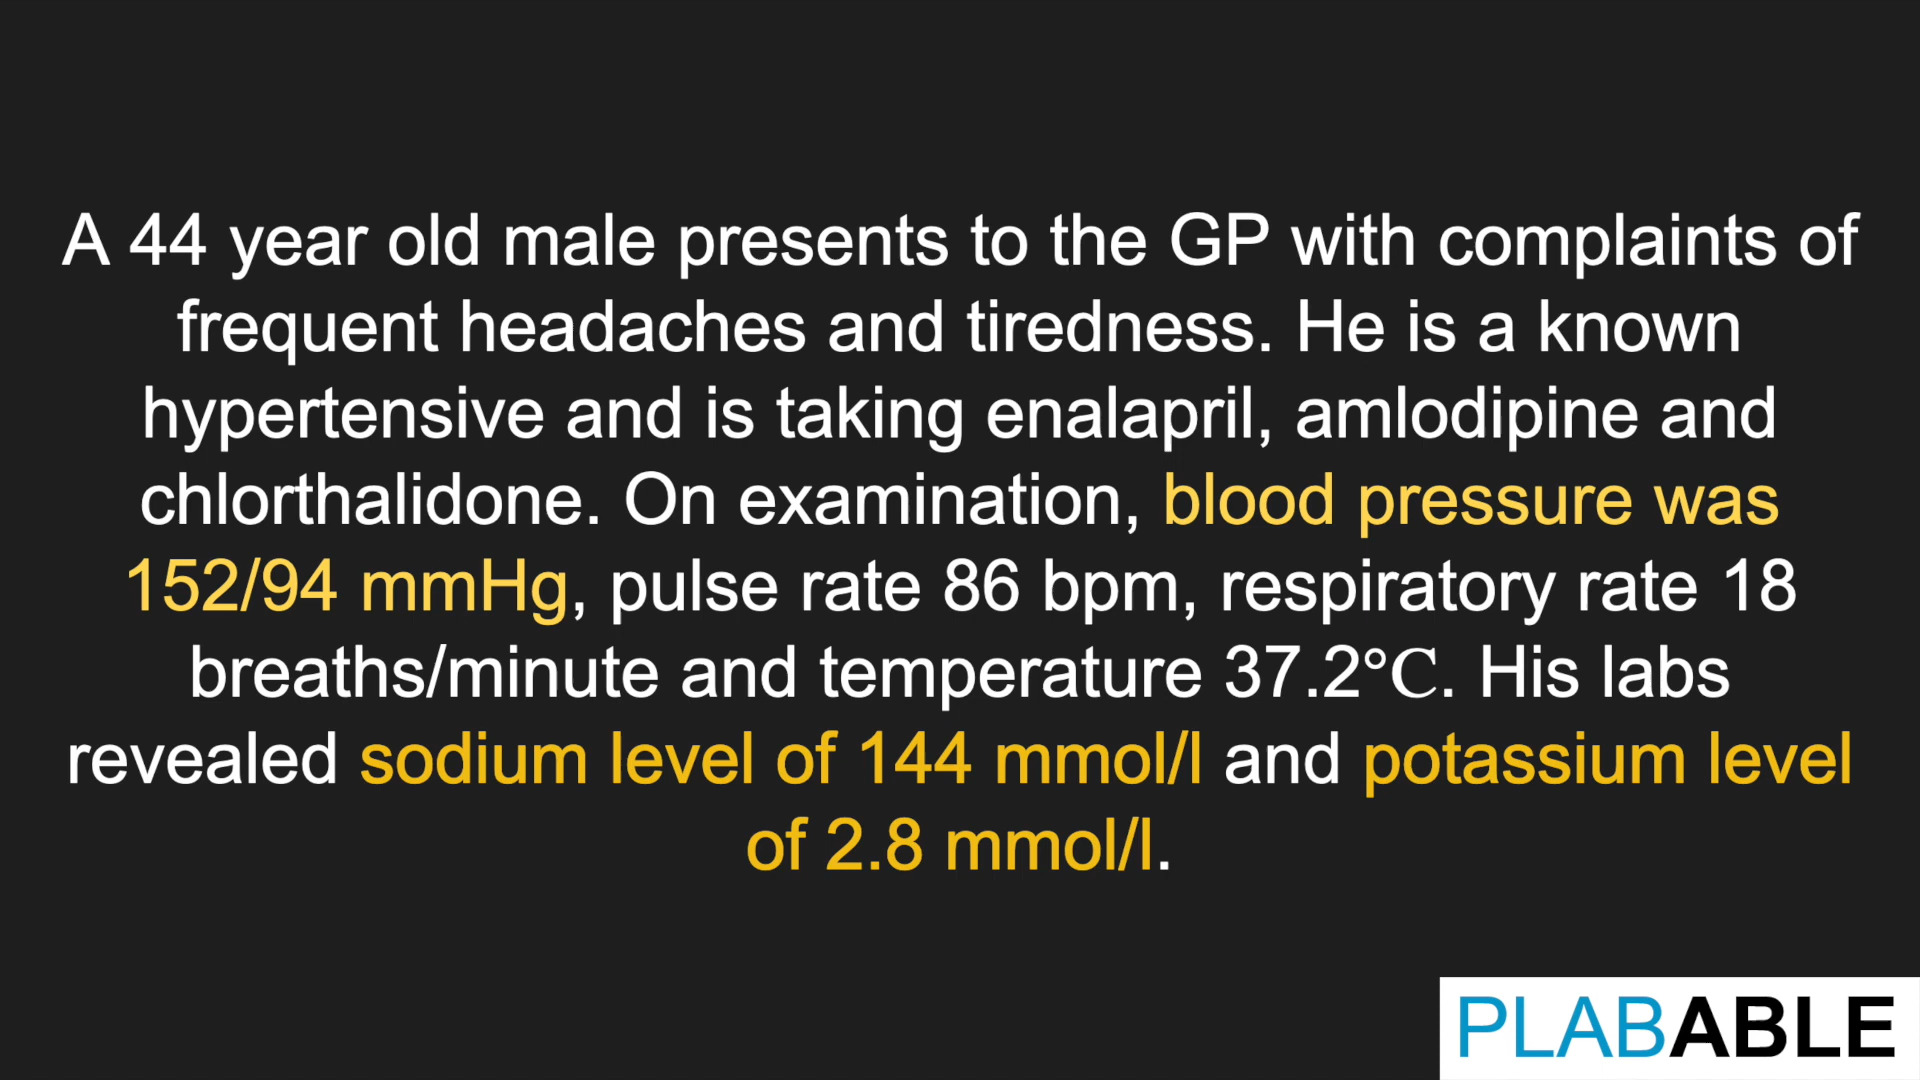 A 44 year old male presents to the GP with complaints of
frequent headaches and tiredness. He is a known
hypertensive and is taking enalapril, amlodipine and
chlorthalidone. On examination, blood pressure was
152/94 mmHg, pulse rate 86 bpm, respiratory rate 18
breaths/minute and temperature 37.2°C. His labs
revealed sodium level of 144 mmol/l and potassium level
of 2.8 mmol/l.
PLABABLE